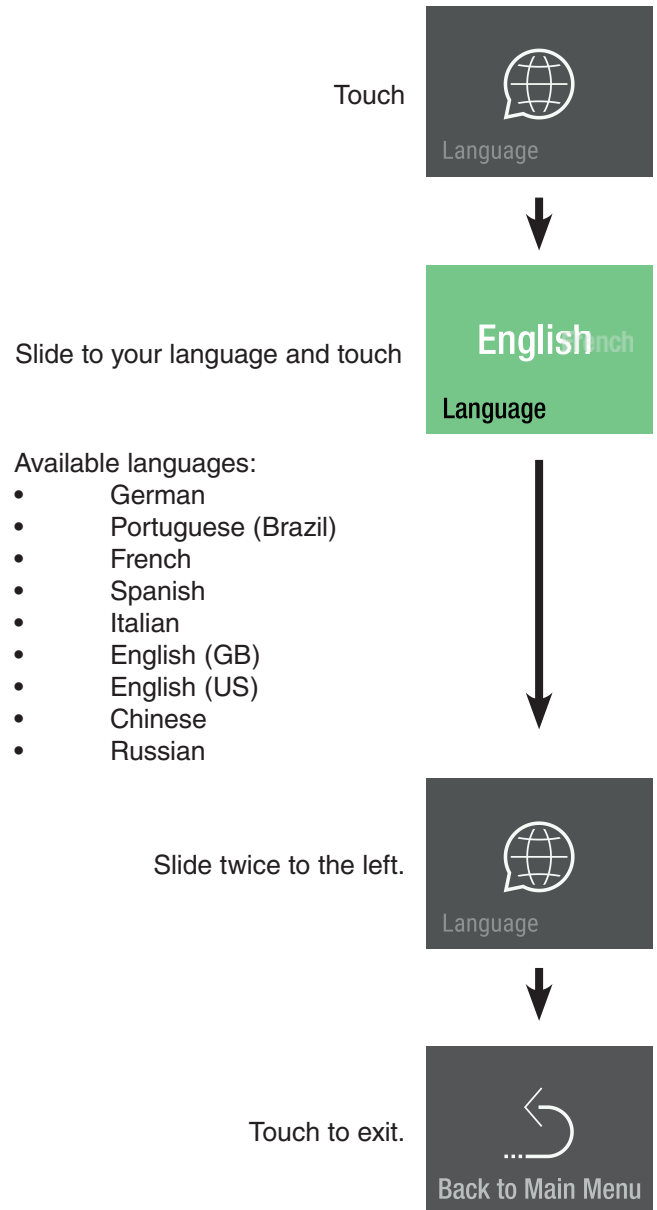 Touch
Language
Slide to your language and touch
English
French
Language
Available languages:
• German
• Portuguese (Brazil)
• French
• Spanish
• Italian
• English (GB)
• English (US)
• Chinese
• Russian
Slide twice to the left.
Language
Touch to exit.
Back to Main Menu